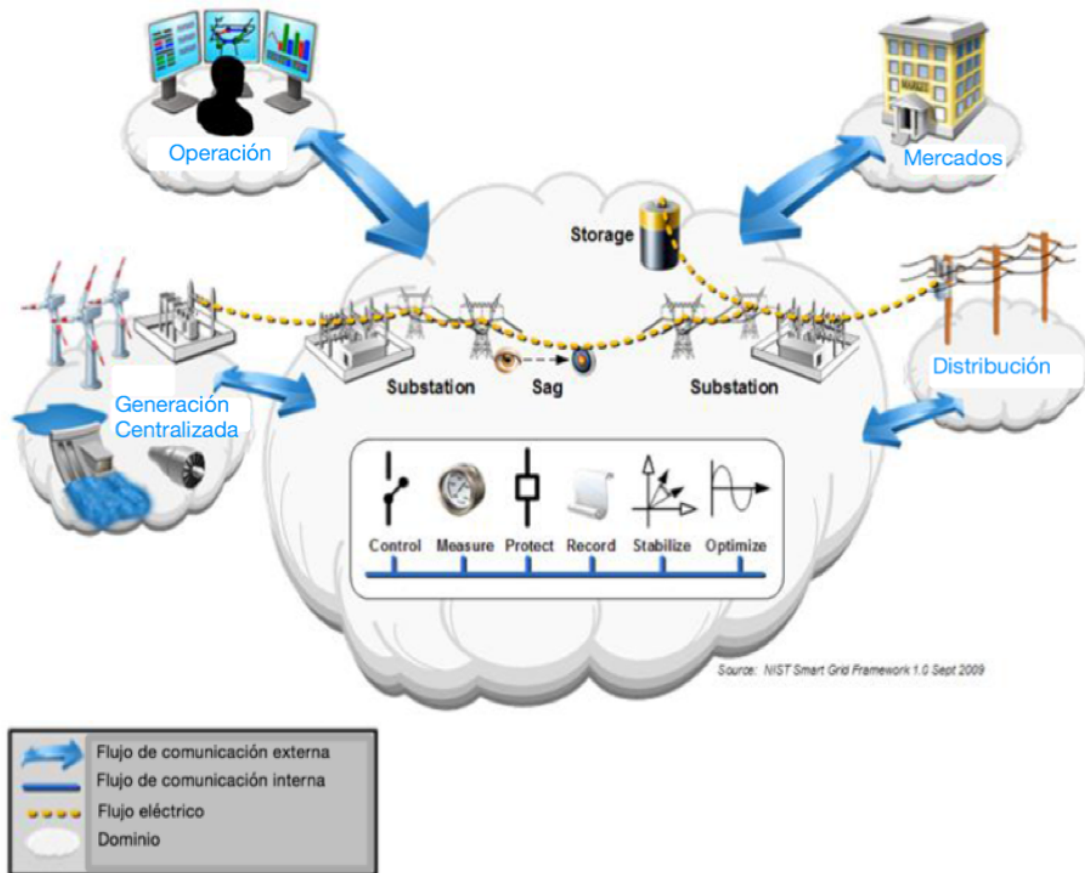 Operación
MARKET
Mercados
Storage
Substation
Sag
Substation
Distribución
Generación
Centralizada
Control
Measure
Protect
Record
Stabilize
Optimize
Source: NIST Smart Grid Framework 1.0 Sept 2009
Flujo de comunicación externa
Flujo de comunicación interna
Flujo eléctrico
Dominio